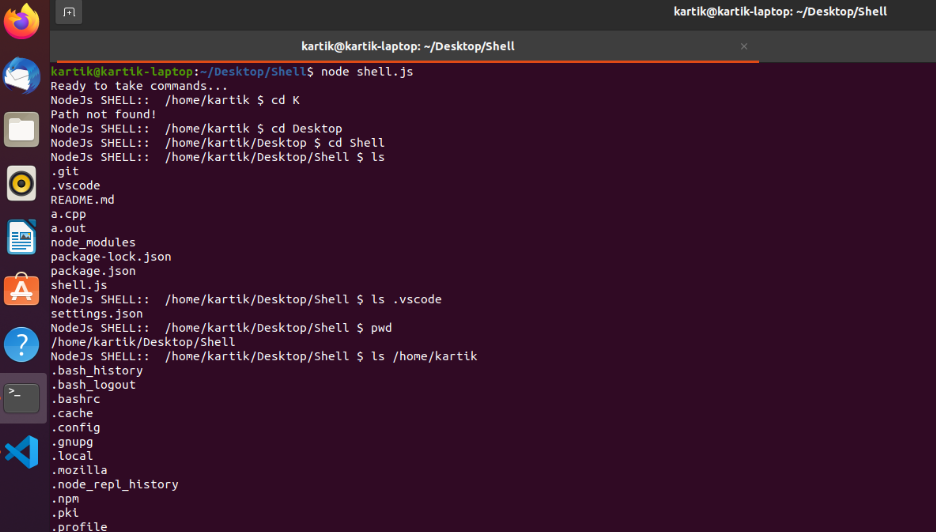 kartik@kartik-laptop: ~/Desktop/Shell
kartik@kartik-laptop: ~/Desktop/Shell
kartik@kartik-laptop:~/Desktop/Shell$ node shell.js
Ready to take commands...
NodeJs SHELL::  /home/kartik $ cd K
Path not found!
NodeJs SHELL::  /home/kartik $ cd Desktop
NodeJs SHELL::  /home/kartik/Desktop $ cd Shell
NodeJs SHELL::  /home/kartik/Desktop/Shell $ ls
.git
.vscode
README.md
a.cpp
a.out
node_modules
package-lock.json
package.json
shell.js
NodeJs SHELL::  /home/kartik/Desktop/Shell $ ls .vscode
settings.json
NodeJs SHELL::  /home/kartik/Desktop/Shell $ pwd
/home/kartik/Desktop/Shell
NodeJs SHELL::  /home/kartik/Desktop/Shell $ ls /home/kartik
.bash_history
.bash_logout
.bashrc
.cache
.config
.gnupg
.local
.mozilla
.node_repl_history
.npm
.pki
.profile